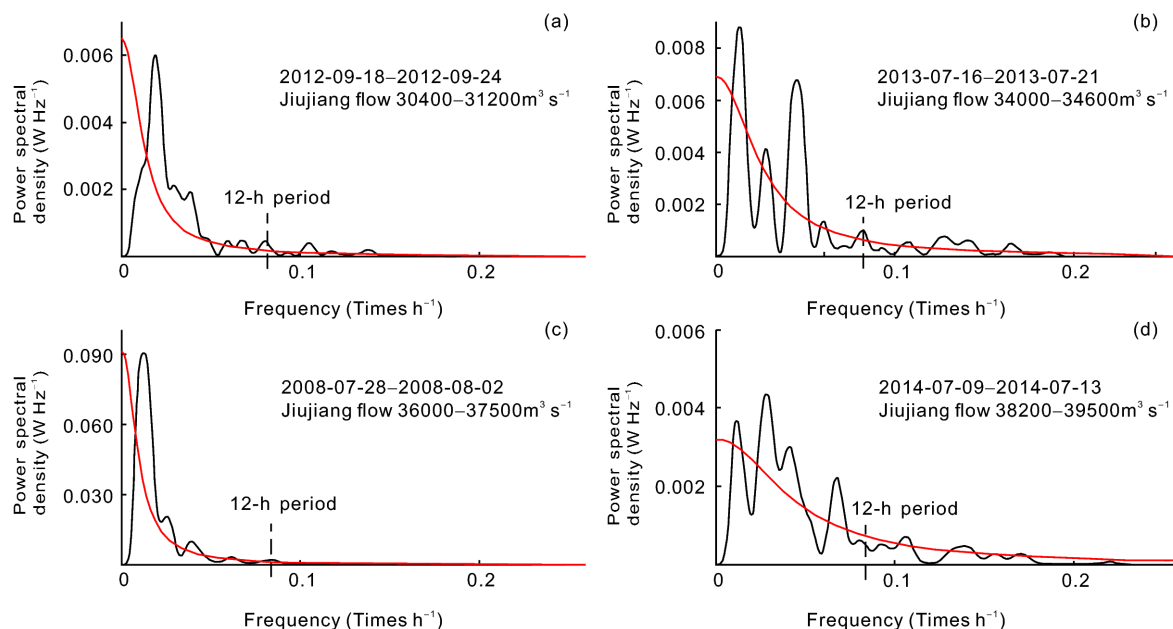 (a)
Power spectral
density (W Hz⁻¹)
0.006
0.004
0.002
2012-09-18–2012-09-24
Jiujiang flow 30400–31200m³ s⁻¹
12-h period
0
0.1
0.2
Frequency (Times h⁻¹)
(b)
Power spectral
density (W Hz⁻¹)
0.008
0.006
0.004
0.002
0.000
2013-07-16–2013-07-21
Jiujiang flow 34000–34600m³ s⁻¹
12-h period
0
0.1
0.2
Frequency (Times h⁻¹)
(c)
Power spectral
density (W Hz⁻¹)
0.090
0.060
0.030
2008-07-28–2008-08-02
Jiujiang flow 36000–37500m³ s⁻¹
12-h period
0
0.1
0.2
Frequency (Times h⁻¹)
(d)
Power spectral
density (W Hz⁻¹)
0.006
0.004
0.002
2014-07-09–2014-07-13
Jiujiang flow 38200–39500m³ s⁻¹
12-h period
0
0.1
0.2
Frequency (Times h⁻¹)